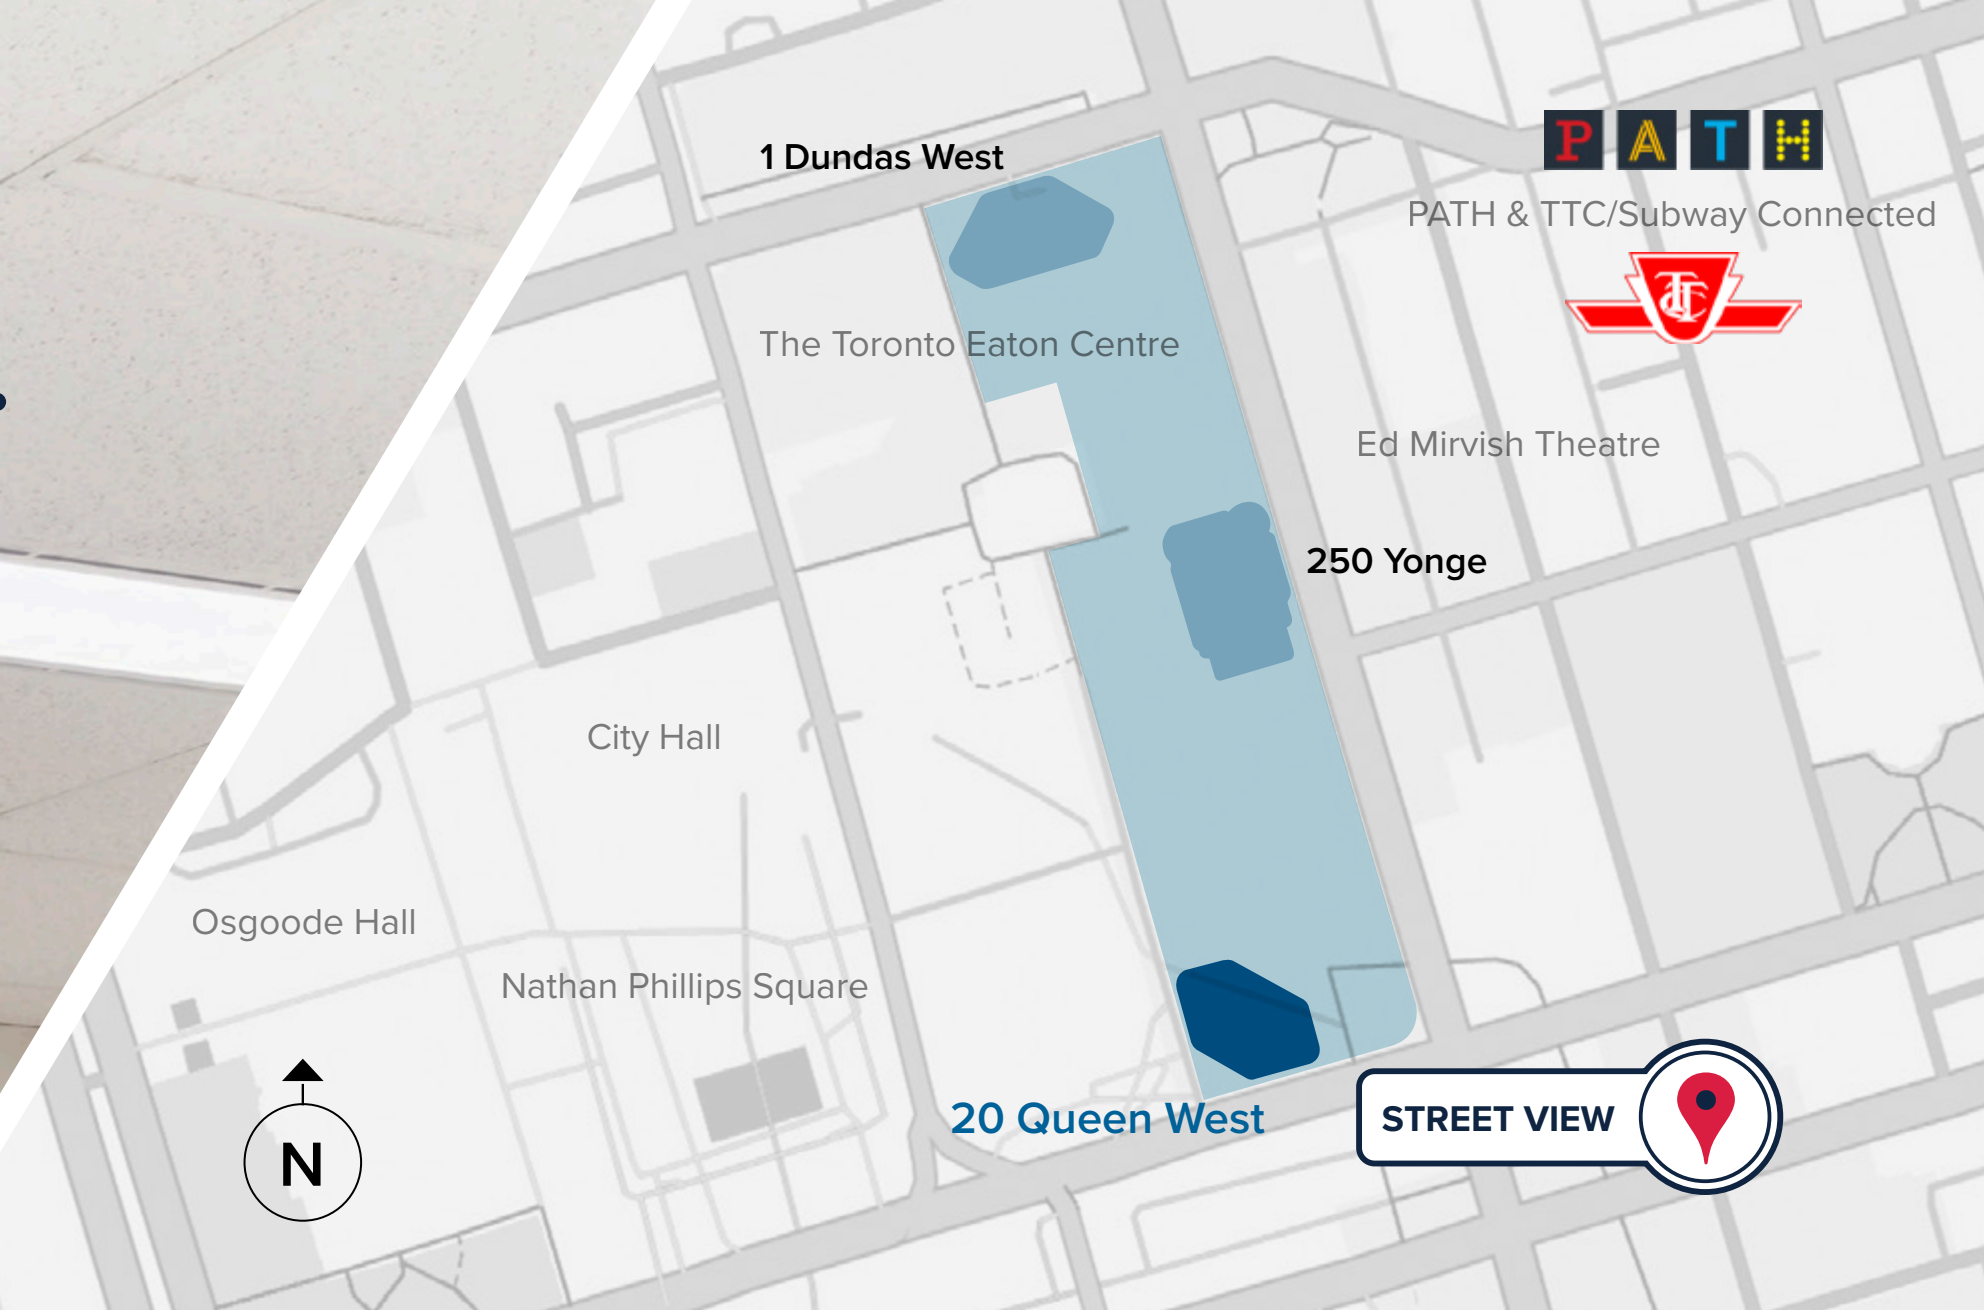 1 Dundas West
PATH
PATH & TTC/Subway Connected
TTC
The Toronto Eaton Centre
Ed Mirvish Theatre
250 Yonge
City Hall
Osgoode Hall
Nathan Phillips Square
20 Queen West
STREET VIEW
N